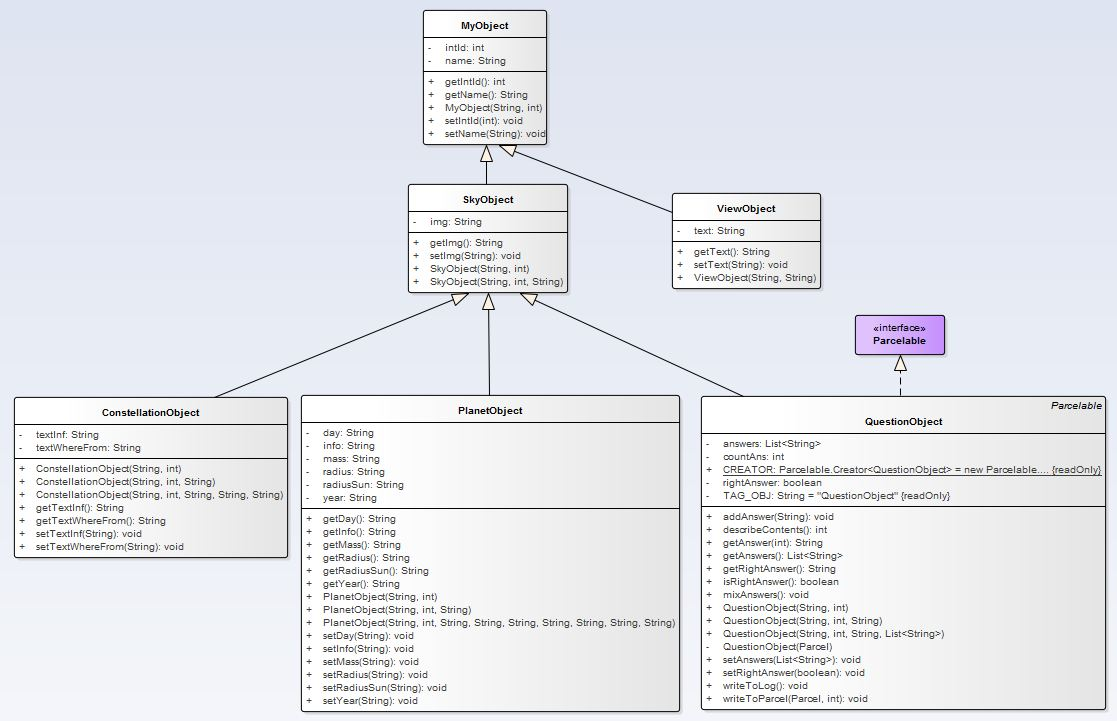 MyObject
- intId: int
- name: String
+ getIntId(): int
+ getName(): String
+ MyObject(String, int)
+ setIntId(int): void
+ setName(String): void
SkyObject
- img: String
+ getImg(): String
+ setImg(String): void
+ SkyObject(String, int)
+ SkyObject(String, int, String)
ViewObject
- text: String
+ getText(): String
+ setText(String): void
+ ViewObject(String, String)
«interface»
Parcelable
ConstellationObject
- textInf: String
- textWhereFrom: String
+ ConstellationObject(String, int)
+ ConstellationObject(String, int, String)
+ ConstellationObject(String, int, String, String, String)
+ getTextInf(): String
+ getTextWhereFrom(): String
+ setTextInf(String): void
+ setTextWhereFrom(String): void
PlanetObject
- day: String
- info: String
- mass: String
- radius: String
- radiusSun: String
- year: String
+ getDay(): String
+ getInfo(): String
+ getMass(): String
+ getRadius(): String
+ getRadiusSun(): String
+ getYear(): String
+ PlanetObject(String, int)
+ PlanetObject(String, int, String)
+ PlanetObject(String, int, String, String, String, String, String, String, String)
+ setDay(String): void
+ setInfo(String): void
+ setMass(String): void
+ setRadius(String): void
+ setRadiusSun(String): void
+ setYear(String): void
Parcelable
QuestionObject
- answers: List<String>
- countAns: int
+ CREATOR: Parcelable.Creator<QuestionObject> = new Parcelable.... {readOnly}
- rightAnswer: boolean
- TAG_OBJ: String = "QuestionObject" {readOnly}
+ addAnswer(String): void
+ describeContents(): int
+ getAnswer(int): String
+ getAnswers(): List<String>
+ getRightAnswer(): String
+ isRightAnswer(): boolean
+ mixAnswers(): void
+ QuestionObject(String, int)
+ QuestionObject(String, int, String)
+ QuestionObject(String, int, String, List<String>)
- QuestionObject(Parcel)
+ setAnswers(List<String>): void
+ setRightAnswer(boolean): void
+ writeToLog(): void
+ writeToParcel(Parcel, int): void